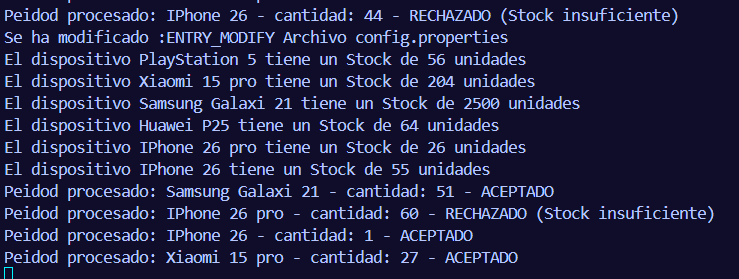 Peidod procesado: IPhone 26 - cantidad: 44 - RECHAZADO (Stock insuficiente)
Se ha modificado :ENTRY_MODIFY Archivo config.properties
El dispositivo PlayStation 5 tiene un Stock de 56 unidades
El dispositivo Xiaomi 15 pro tiene un Stock de 204 unidades
El dispositivo Samsung Galaxi 21 tiene un Stock de 2500 unidades
El dispositivo Huawei P25 tiene un Stock de 64 unidades
El dispositivo IPhone 26 pro tiene un Stock de 26 unidades
El dispositivo IPhone 26 tiene un Stock de 55 unidades
Peidod procesado: Samsung Galaxi 21 - cantidad: 51 - ACEPTADO
Peidod procesado: IPhone 26 pro - cantidad: 60 - RECHAZADO (Stock insuficiente)
Peidod procesado: IPhone 26 - cantidad: 1 - ACEPTADO
Peidod procesado: Xiaomi 15 pro - cantidad: 27 - ACEPTADO